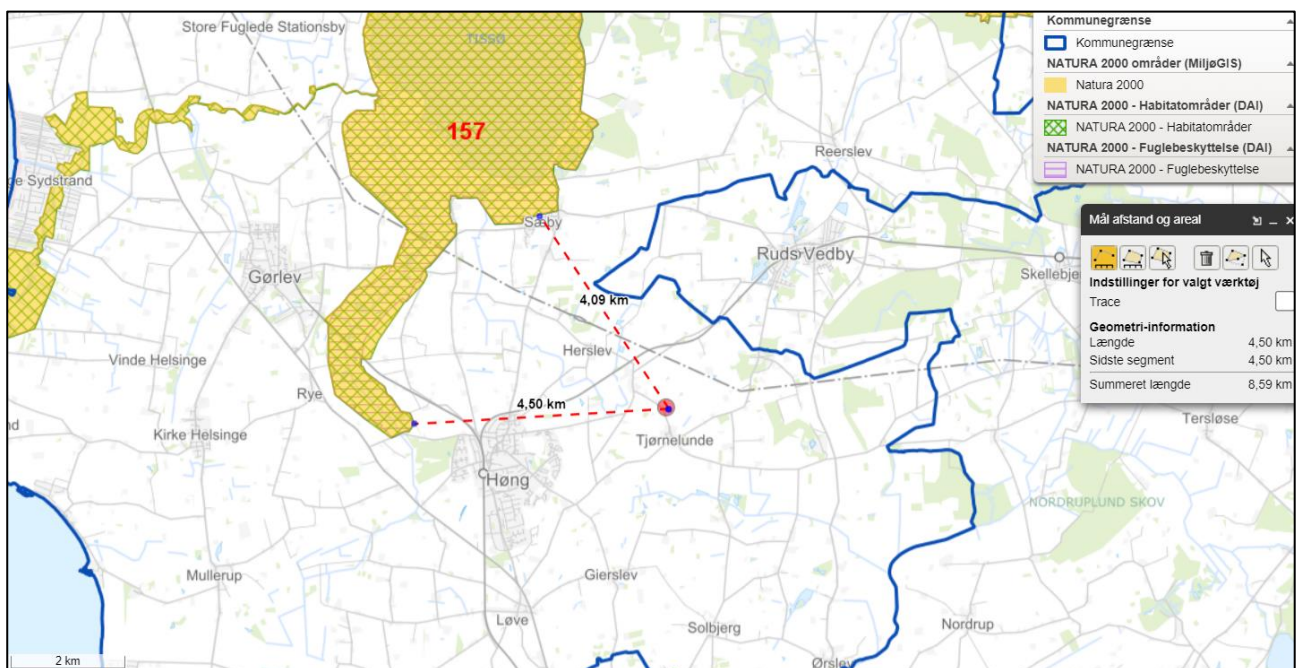 Store Fuglede Stationsby
TISSØ
157
Sydstrand
Sæby
Gørlev
Reerslev
Ruds Vedby
Skellebje
4,09 km
Herslev
Vinde Helsinge
Rye
4,50 km
Tjørnelunde
Kirke Helsinge
Høng
Tersløse
NORDRUPLUND SKOV
Mullerup
Gierslev
Løve
Solbjerg
Nordrup
Ørslev
2 km
Kommunegrænse
Kommunegrænse
NATURA 2000 områder (MiljøGIS)
Natura 2000
NATURA 2000 - Habitatområder (DAI)
NATURA 2000 - Habitatområder
NATURA 2000 - Fuglebeskyttelse (DAI)
NATURA 2000 - Fuglebeskyttelse
Mål afstand og areal
Indstillinger for valgt værktøj
Trace
Geometri-information
Længde 4,50 km
Sidste segment 4,50 km
Summeret længde 8,59 km